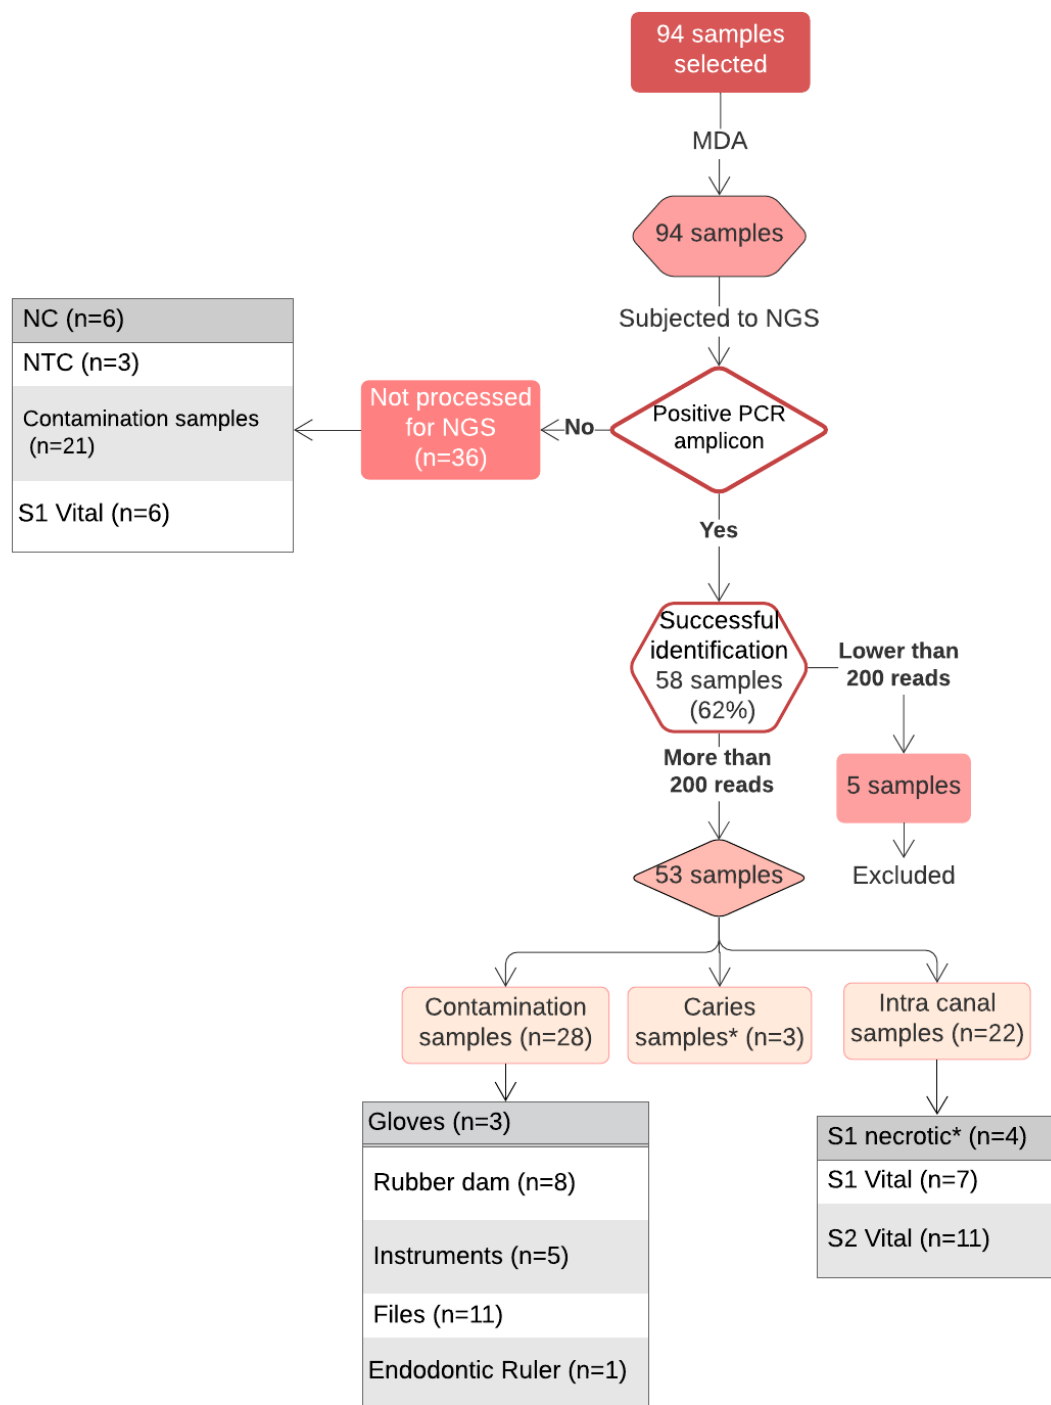 94 samples
selected
MDA
94 samples
Subjected to NGS
Positive PCR
amplicon
No
Not processed
for NGS
(n=36)
NC (n=6)
NTC (n=3)
Contamination samples
(n=21)
S1 Vital (n=6)
Yes
Successful
identification
58 samples
(62%)
Lower than
200 reads
5 samples
Excluded
More than
200 reads
53 samples
Contamination
samples (n=28)
Caries
samples* (n=3)
Intra canal
samples (n=22)
Gloves (n=3)
Rubber dam (n=8)
Instruments (n=5)
Files (n=11)
Endodontic Ruler (n=1)
S1 necrotic* (n=4)
S1 Vital (n=7)
S2 Vital (n=11)